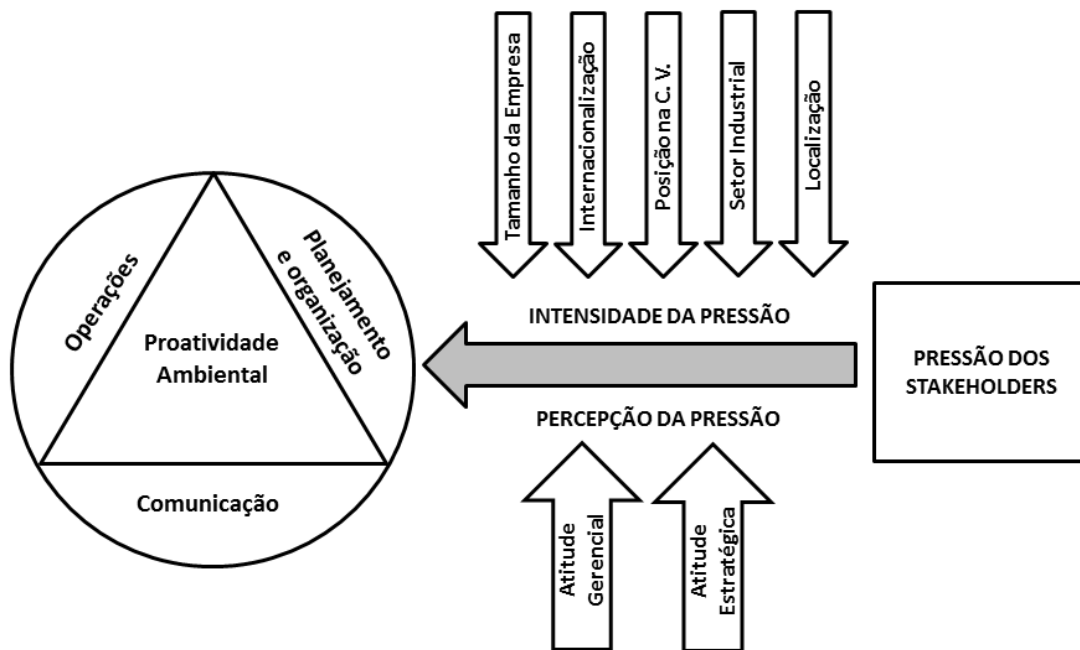 Tamanho da Empresa
Internacionalização
Posição na C. V.
Setor Industrial
Localização
Operações
Planejamento
e organização
Proatividade
Ambiental
Comunicação
INTENSIDADE DA PRESSÃO
PERCEPÇÃO DA PRESSÃO
PRESSÃO DOS
STAKEHOLDERS
Atitude
Gerencial
Atitude
Estratégica